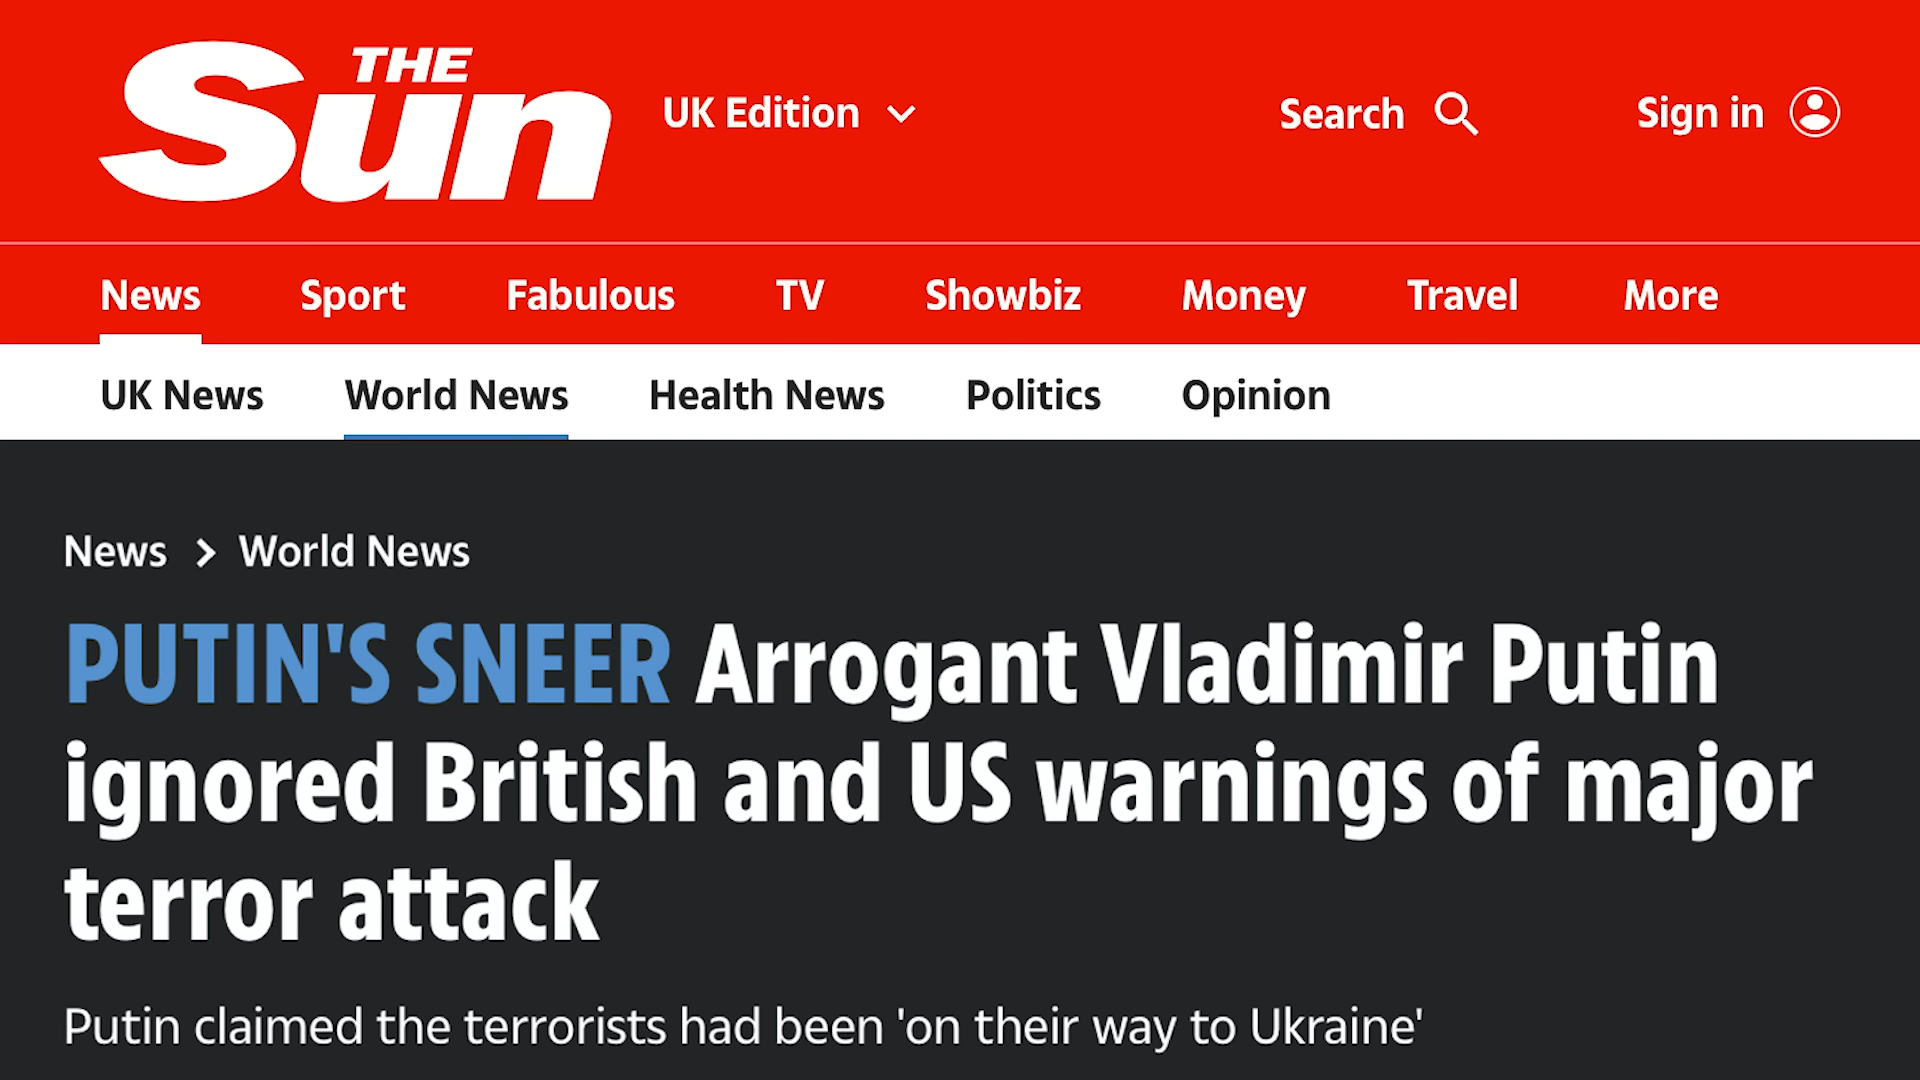 THE
Sun
UK Edition
Search
Sign in
News Sport Fabulous TV Showbiz Money Travel More
UK News World News Health News Politics Opinion
News > World News
PUTIN'S SNEER Arrogant Vladimir Putin
ignored British and US warnings of major
terror attack
Putin claimed the terrorists had been 'on their way to Ukraine'